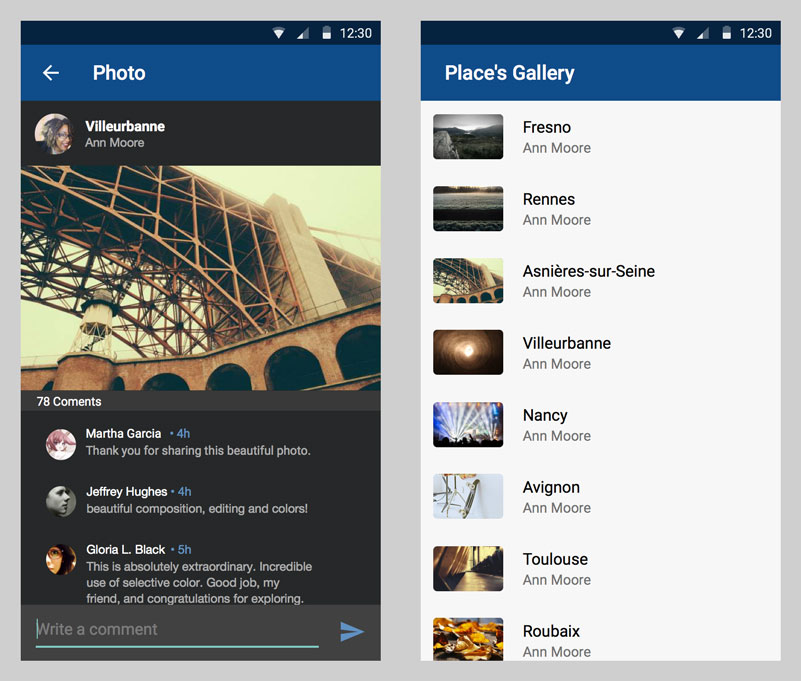 12:30
Photo
Villeurbanne
Ann Moore
78 Coments
Martha Garcia • 4h
Thank you for sharing this beautiful photo.
Jeffrey Hughes • 4h
beautiful composition, editing and colors!
Gloria L. Black • 5h
This is absolutely extraordinary. Incredible
use of selective color. Good job, my
friend, and congratulations for exploring.
Write a comment
12:30
Place's Gallery
Fresno
Ann Moore
Rennes
Ann Moore
Asnières-sur-Seine
Ann Moore
Villeurbanne
Ann Moore
Nancy
Ann Moore
Avignon
Ann Moore
Toulouse
Ann Moore
Roubaix
Ann Moore